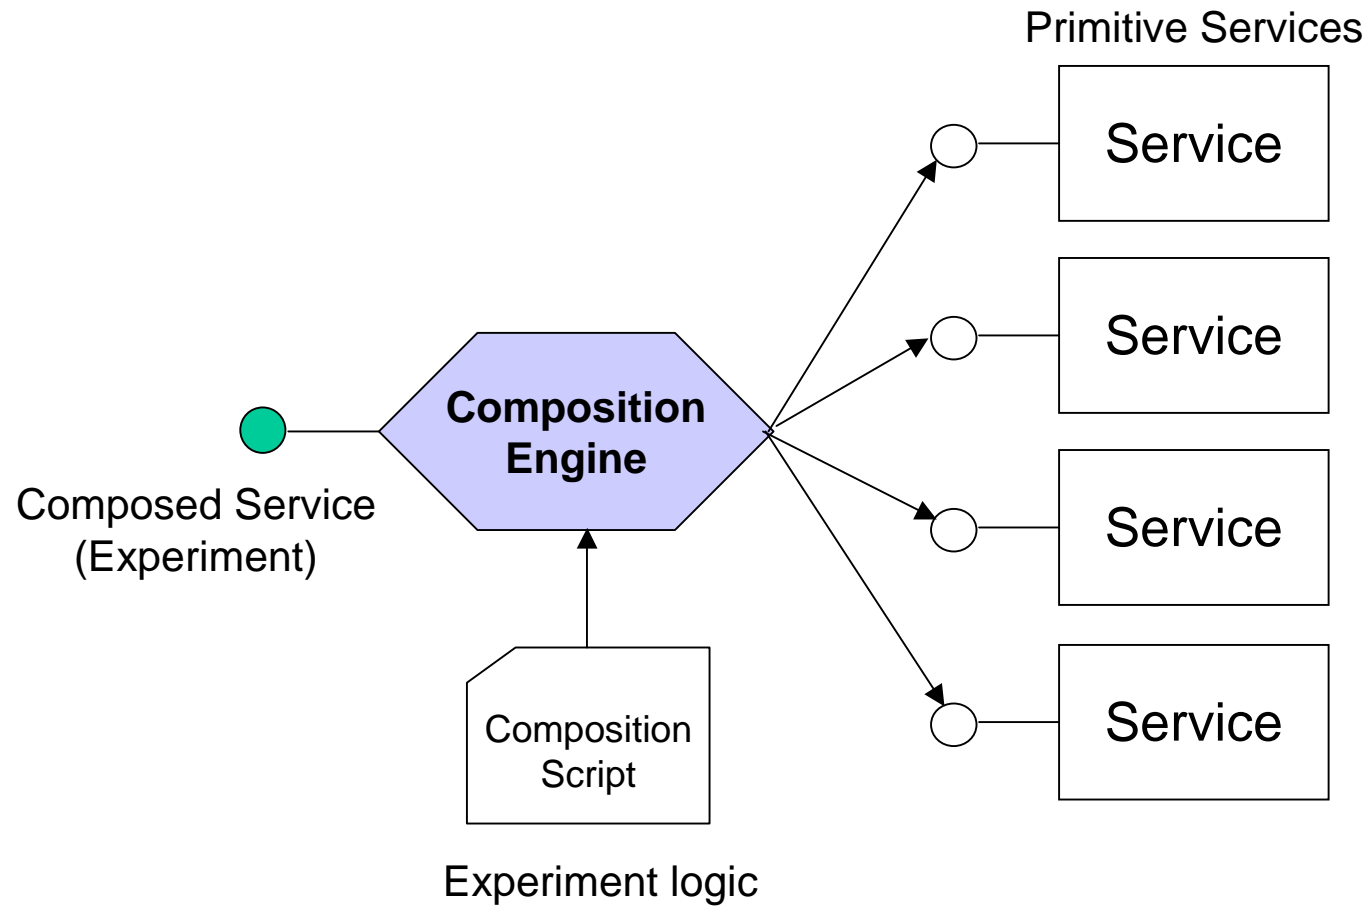 Primitive Services
Service
Service
Composition
Engine
Composed Service
(Experiment)
Service
Service
Composition
Script
Experiment logic